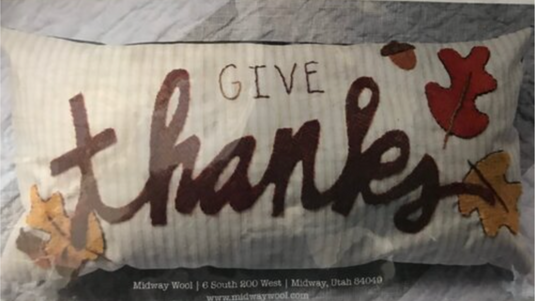 GIVE
thanks
Midway Wool | 6 South 200 West | Midway, Utah 84049
www.midwaywool.com